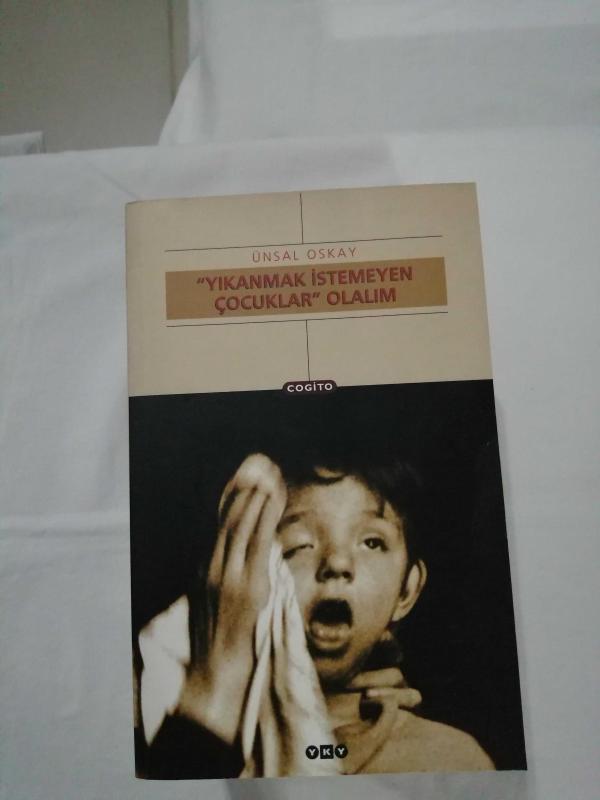 ÜNSAL OSKAY
"YIKANMAK İSTEMEYEN
ÇOCUKLAR" OLALIM
COGİTO
YKY